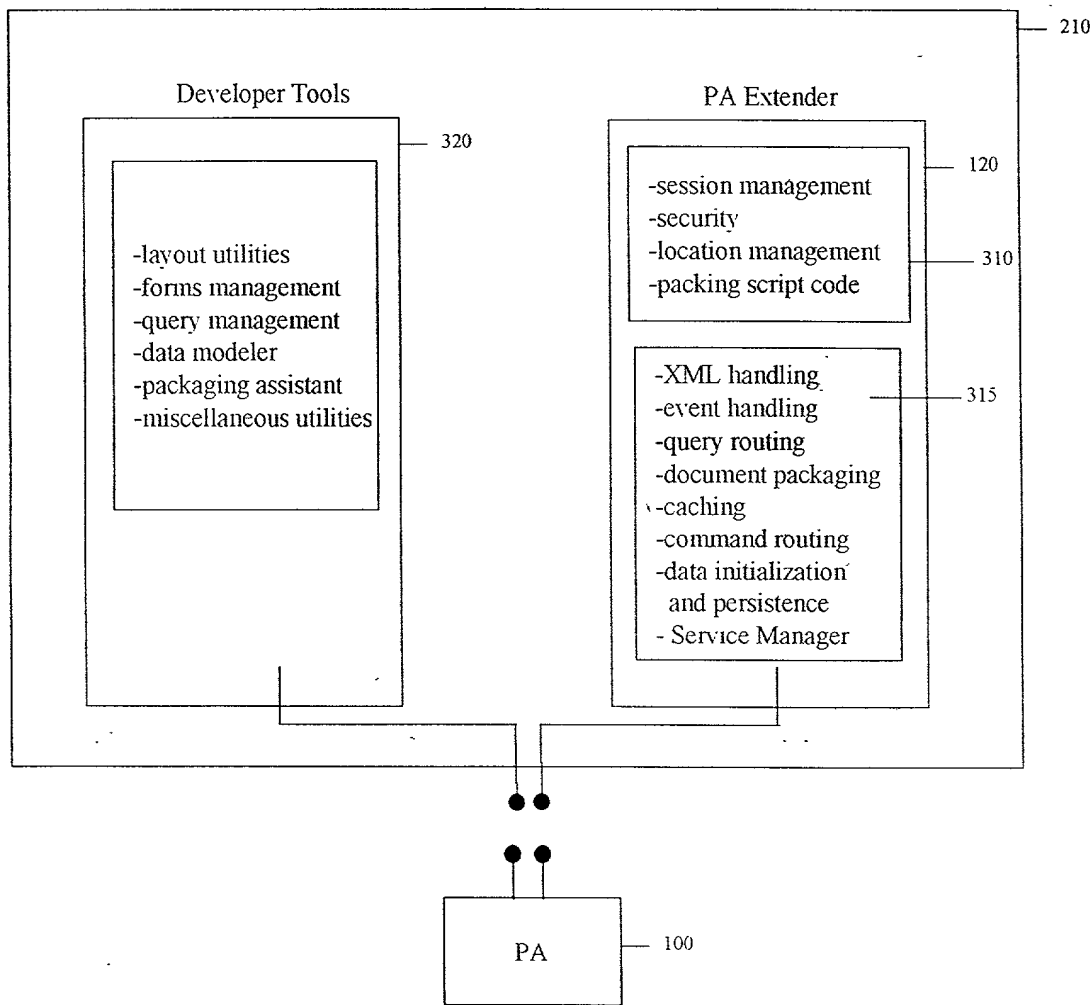 210
Developer Tools
320
-layout utilities
-forms management
-query management
-data modeler
-packaging assistant
-miscellaneous utilities
PA Extender
120
-session management
-security
-location management
-packing script code
310
-XML handling
-event handling
-query routing
-document packaging
-caching
-command routing
-data initialization
and persistence
- Service Manager
315
PA
100